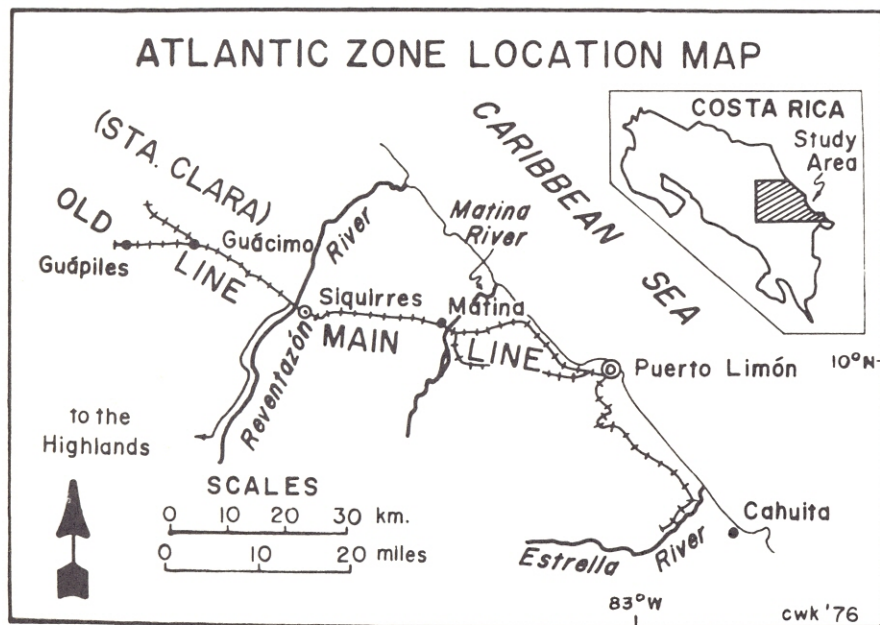 ATLANTIC ZONE LOCATION MAP
COSTA RICA
Study
Area
CARIBBEAN
SEA
(STA. CLARA)
OLD
LINE
Guácimo
Guápiles
River
Reventazón
Matina
River
Siquirres
Matina
MAIN
LINE
Puerto Limón
10°N
to the
Highlands
SCALES
0 10 20 30 km.
0 10 20 miles
Cahuita
Estrella
River
83°W
cwk '76